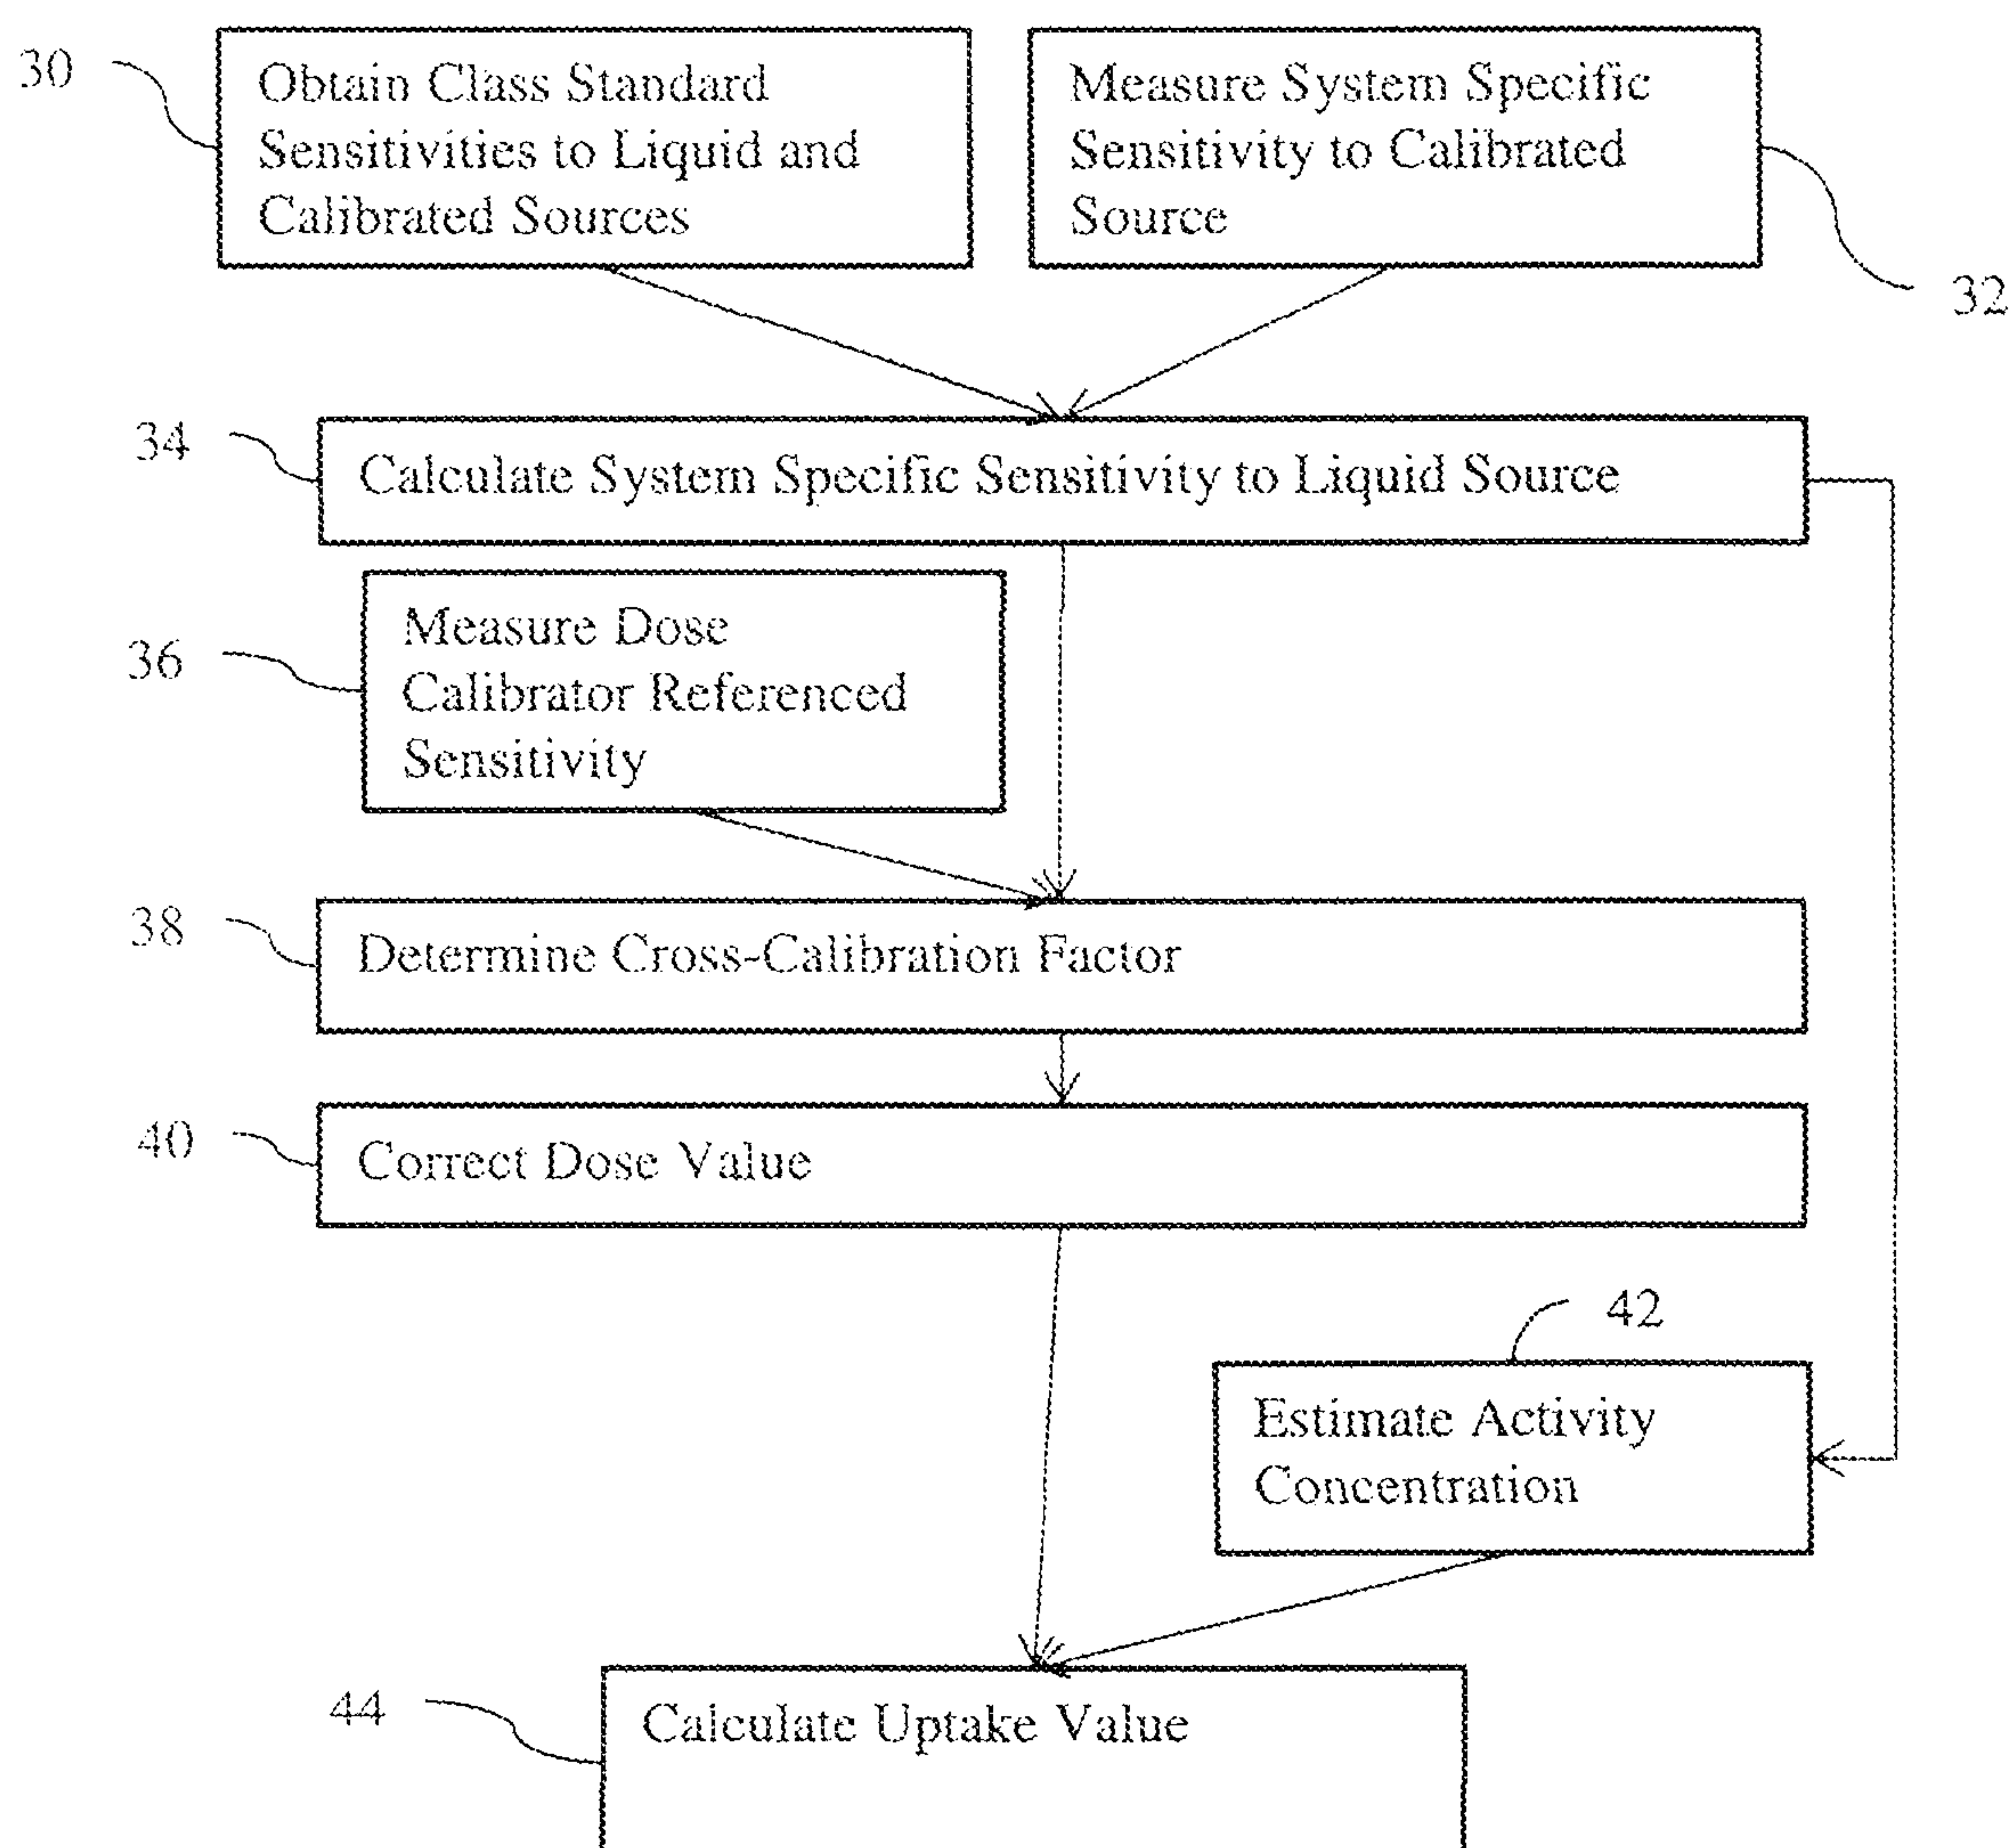 30
Obtain Class Standard
Sensitivities to Liquid and
Calibrated Sources
Measure System Specific
Sensitivity to Calibrated
Source
32
34
Calculate System Specific Sensitivity to Liquid Source
36
Measure Dose
Calibrator Referenced
Sensitivity
38
Determine Cross-Calibration Factor
40
Correct Dose Value
42
Estimate Activity
Concentration
44
Calculate Uptake Value